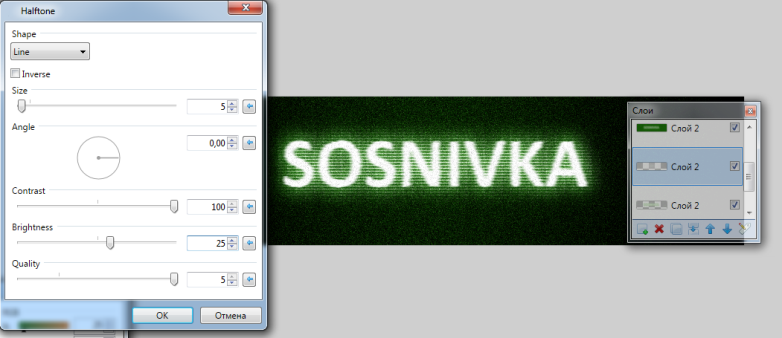 Halftone
Shape
Line
Inverse
Size
5
Angle
0,00
Contrast
100
Brightness
25
Quality
5
OK
Отмена
SOSNIVKA
Слои
Слой 2
Слой 2
Слой 2